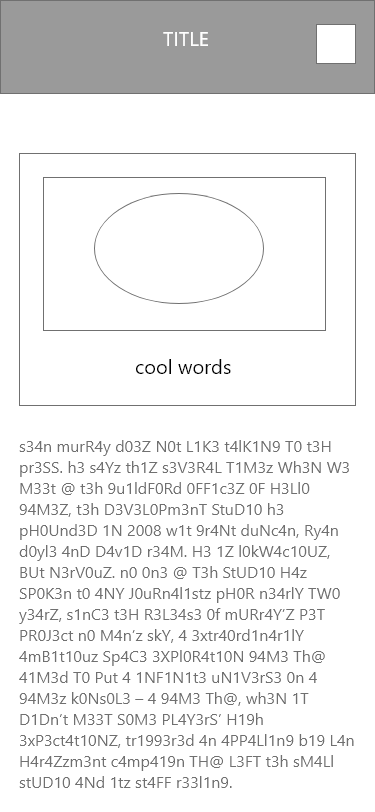 TITLE
cool words
s34n murR4y d03Z N0t L1K3 t4lK1N9 T0 t3H
pr3SS. h3 s4Yz th1Z s3V3R4L T1M3z Wh3N W3
M33t @ t3h 9u1ldF0Rd 0FF1c3Z 0F H3Ll0
94M3Z, t3h D3V3L0Pm3nT StuD10 h3
pH0Und3D 1N 2008 w1t 9r4Nt duNc4n, Ry4n
d0yl3 4nD D4v1D r34M. H3 1Z l0kW4c10UZ,
BUt N3rV0uZ. n0 0n3 @ T3h StUD10 H4z
SP0K3n t0 4NY J0uRn4l1stz pH0R n34rlY TW0
y34rZ, s1nC3 t3H R3L34s3 0f mURr4Y’Z P3T
PR0J3ct n0 M4n’z skY, 4 3xtr40rd1n4r1lY
4mB1t10uz Sp4C3 3XPl0R4t10N 94M3 Th@
41M3d T0 Put 4 1NF1N1t3 uN1V3rS3 0n 4
94M3z k0Ns0L3 – 4 94M3 Th@, wh3N 1T
D1Dn’t M33T S0M3 PL4Y3rS’ H19h
3xP3ct4t10NZ, tr1993r3d 4n 4PP4Ll1n9 b19 L4n
H4r4Zzm3nt c4mp419n TH@ L3FT t3h sM4Ll
stUD10 4Nd 1tz st4FF r33l1n9.